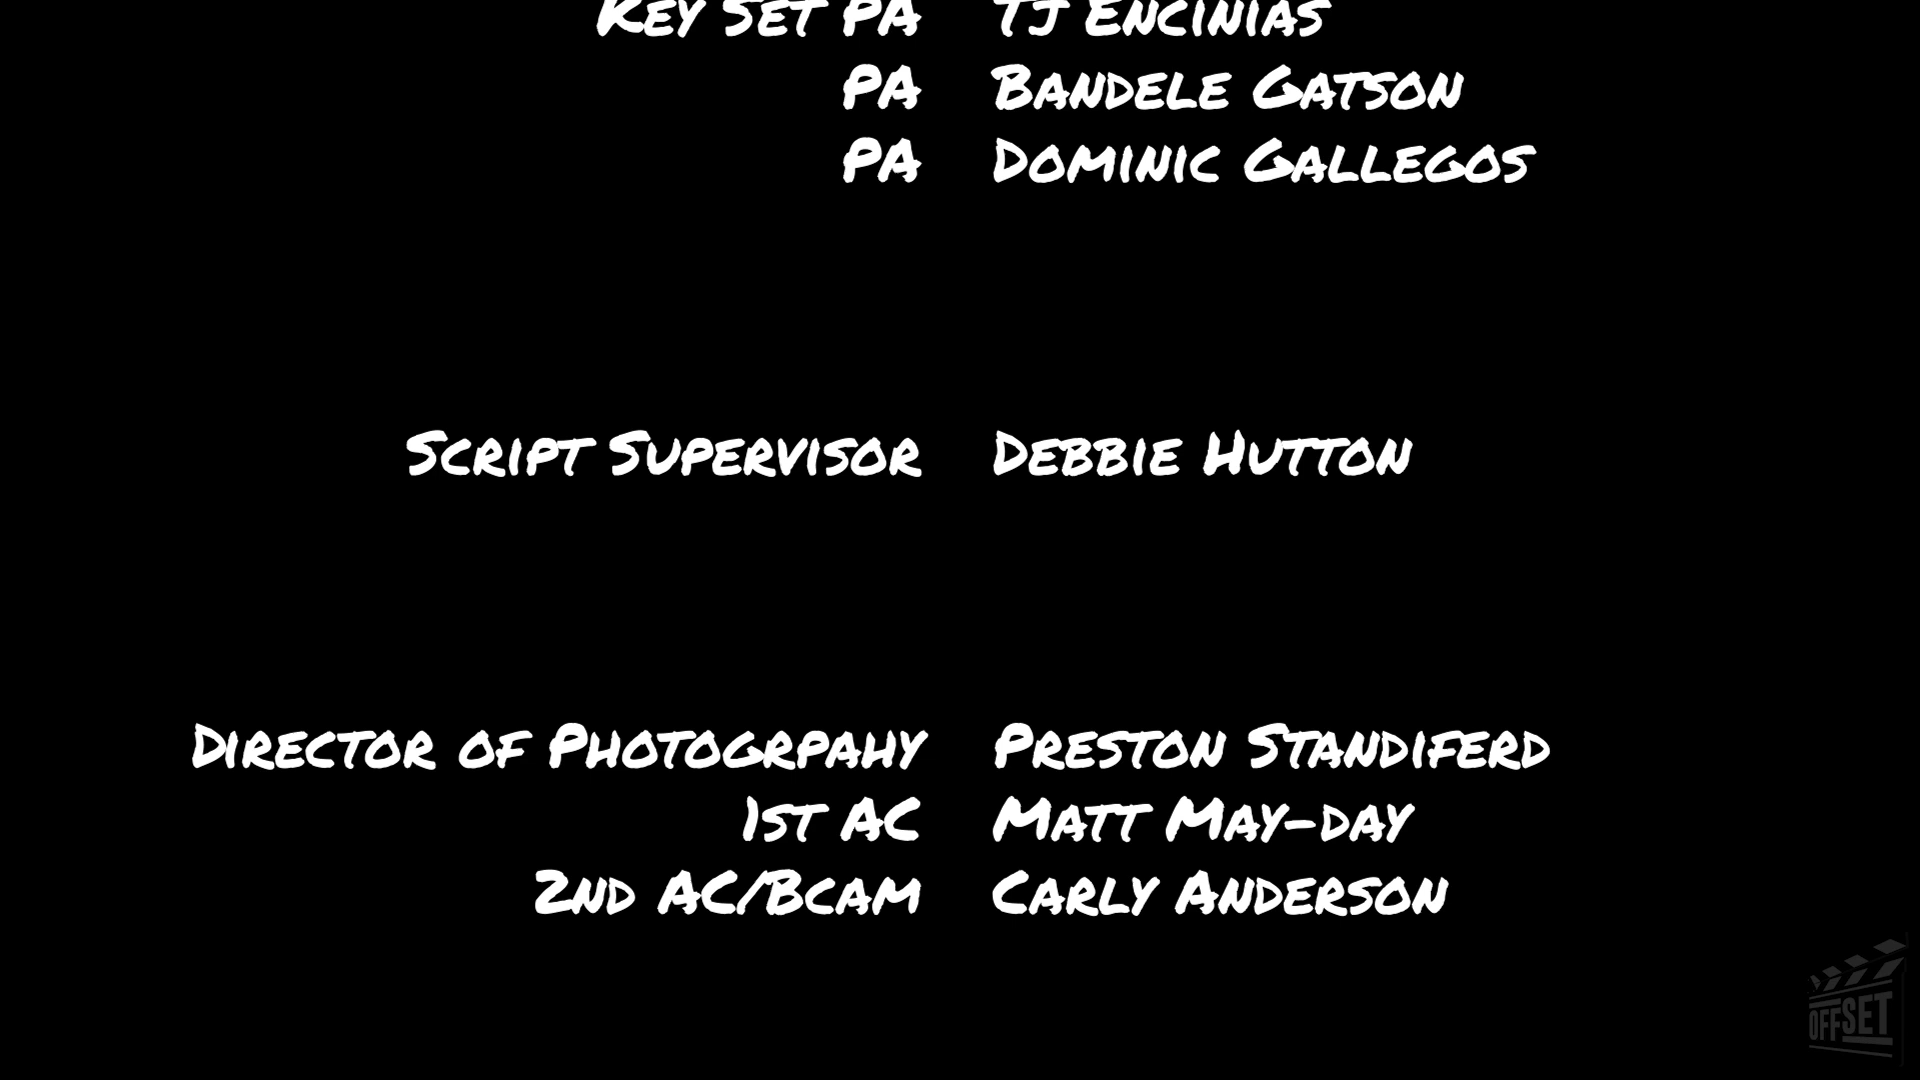 Key Set PA TJ Encinias
PA Bandele Gatson
PA Dominic Gallegos
Script Supervisor Debbie Hutton
Director of Photogrpahy Preston Standiferd
1st AC Matt May-day
2nd AC/Bcam Carly Anderson
OFFSET